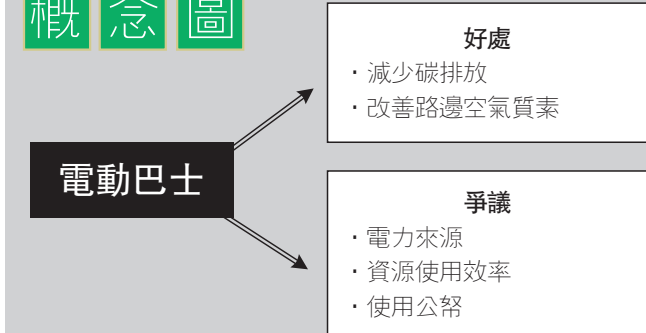 概念圖
好處
・減少碳排放
・改善路邊空氣質素
電動巴士
爭議
・電力來源
・資源使用效率
・使用公帑